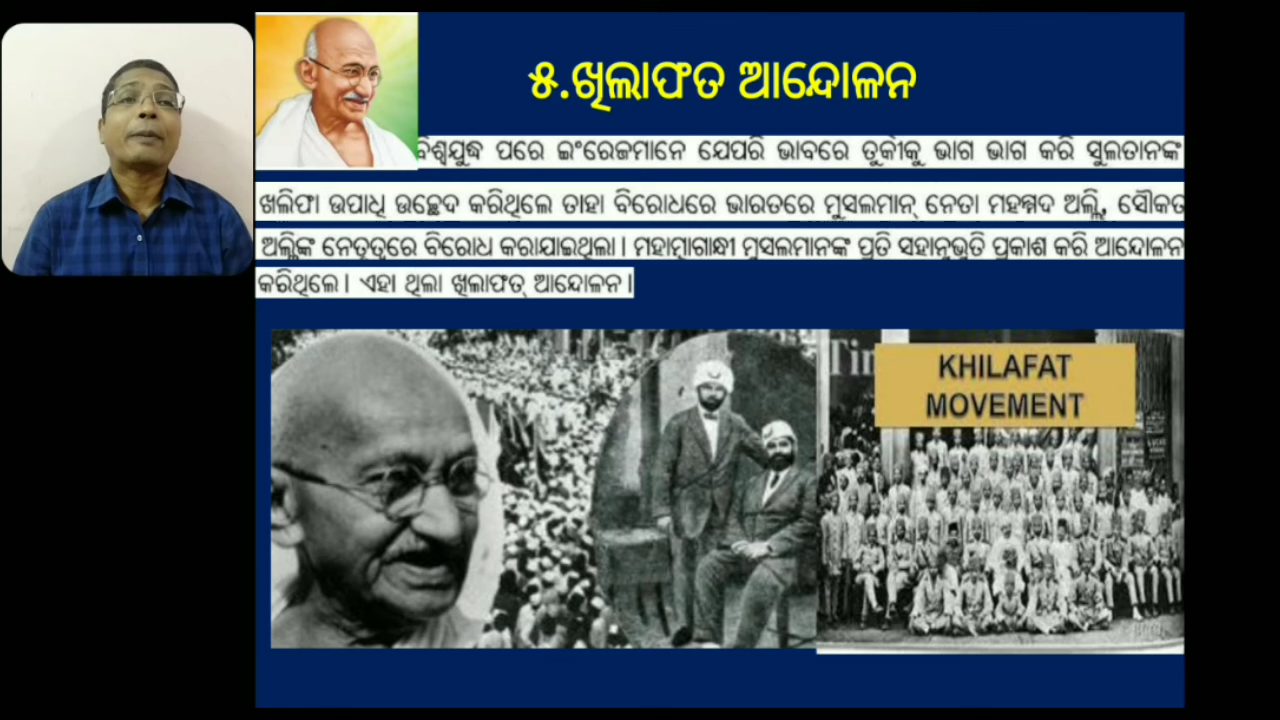 ୫.ଖିଲାଫତ ଆନ୍ଦୋଳନ
ବିଶ୍ୱଯୁଦ୍ଧ ପରେ ଇଂରେଜମାନେ ଯେପରି ଭାବରେ ତୁର୍କୀକୁ ଭାଗ ଭାଗ କରି ସୁଲତାନଙ୍କ
ଖଲିଫା ଉପାଧି ଉଚ୍ଛେଦ କରିଥିଲେ ତାହା ବିରୋଧରେ ଭାରତରେ ମୁସଲମାନ୍ ନେତା ମହମ୍ମଦ ଅଲ୍ଲି, ସୌକତ
ଅଲ୍ଲିଙ୍କ ନେତୃତ୍ୱରେ ବିରୋଧ କରାଯାଇଥିଲା। ମହାତ୍ମାଗାନ୍ଧୀ ମୁସଲମାନଙ୍କ ପ୍ରତି ସହାନୁଭୂତି ପ୍ରକାଶ କରି ଆନ୍ଦୋଳନ
କରିଥିଲେ। ଏହା ଥିଲା ଖିଲାଫତ୍ ଆନ୍ଦୋଳନ।
KHILAFAT
MOVEMENT